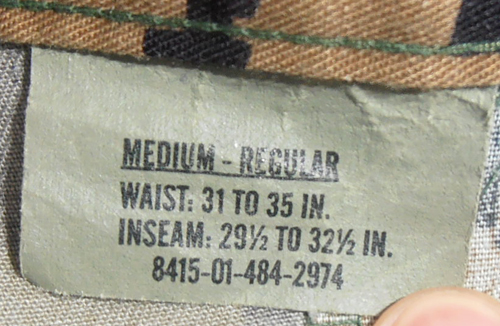 MEDIUM - REGULAR
WAIST: 31 TO 35 IN.
INSEAM: 29½ TO 32½ IN.
8415-01-484-2974